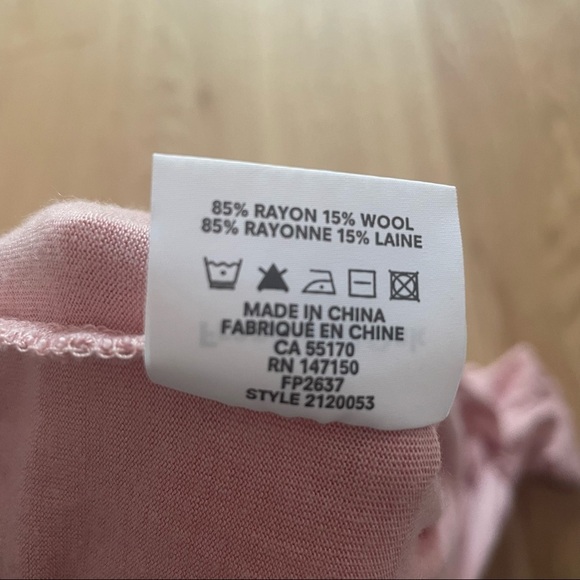 85% RAYON 15% WOOL
85% RAYONNE 15% LAINE
MADE IN CHINA
FABRIQUÉ EN CHINE
CA 55170
RN 147150
FP2637
STYLE 2120053